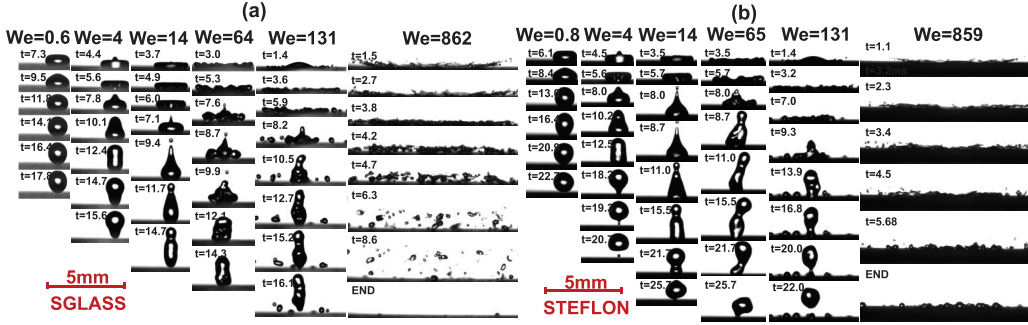 (a)
We=0.6 We=4 We=14 We=64 We=131 We=862
t=7.3
t=9.5
t=11.8
t=14.1
t=16.4
t=17.8
t=4.4
t=5.6
t=7.8
t=10.1
t=12.4
t=14.7
t=15.6
t=3.7
t=4.9
t=6.0
t=7.1
t=9.4
t=11.7
t=14.7
t=3.0
t=5.3
t=7.6
t=8.7
t=9.9
t=12.1
t=14.3
t=1.4
t=3.6
t=5.9
t=8.2
t=10.5
t=12.7
t=15.2
t=16.1
t=1.5
t=2.7
t=3.8
t=4.2
t=4.7
t=6.3
t=8.6
END
5mm
SGLASS
(b)
We=0.8 We=4 We=14 We=65 We=131 We=859
t=6.1
t=8.4
t=13.0
t=16.4
t=20.9
t=22.7
t=4.5
t=5.6
t=8.0
t=10.2
t=12.5
t=18.2
t=19.3
t=20.7
t=3.5
t=5.7
t=8.0
t=8.7
t=11.0
t=15.5
t=21.7
t=25.7
t=3.5
t=5.7
t=8.0
t=8.7
t=11.0
t=15.5
t=21.7
t=25.7
t=1.4
t=3.2
t=7.0
t=9.3
t=13.9
t=16.8
t=20.0
t=22.0
t=1.1
t=3.2ms
t=2.3
t=3.4
t=4.5
t=5.68
END
5mm
STEFLON